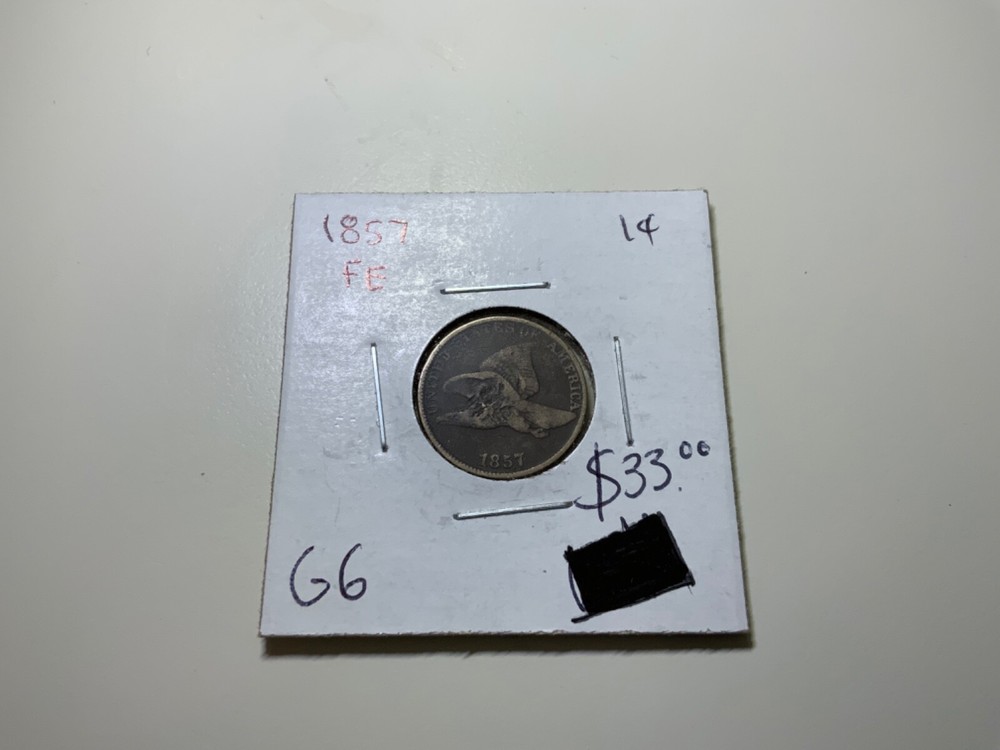 1857
1¢
FE
UNITED STATES OF AMERICA
1857
$33.00
G6